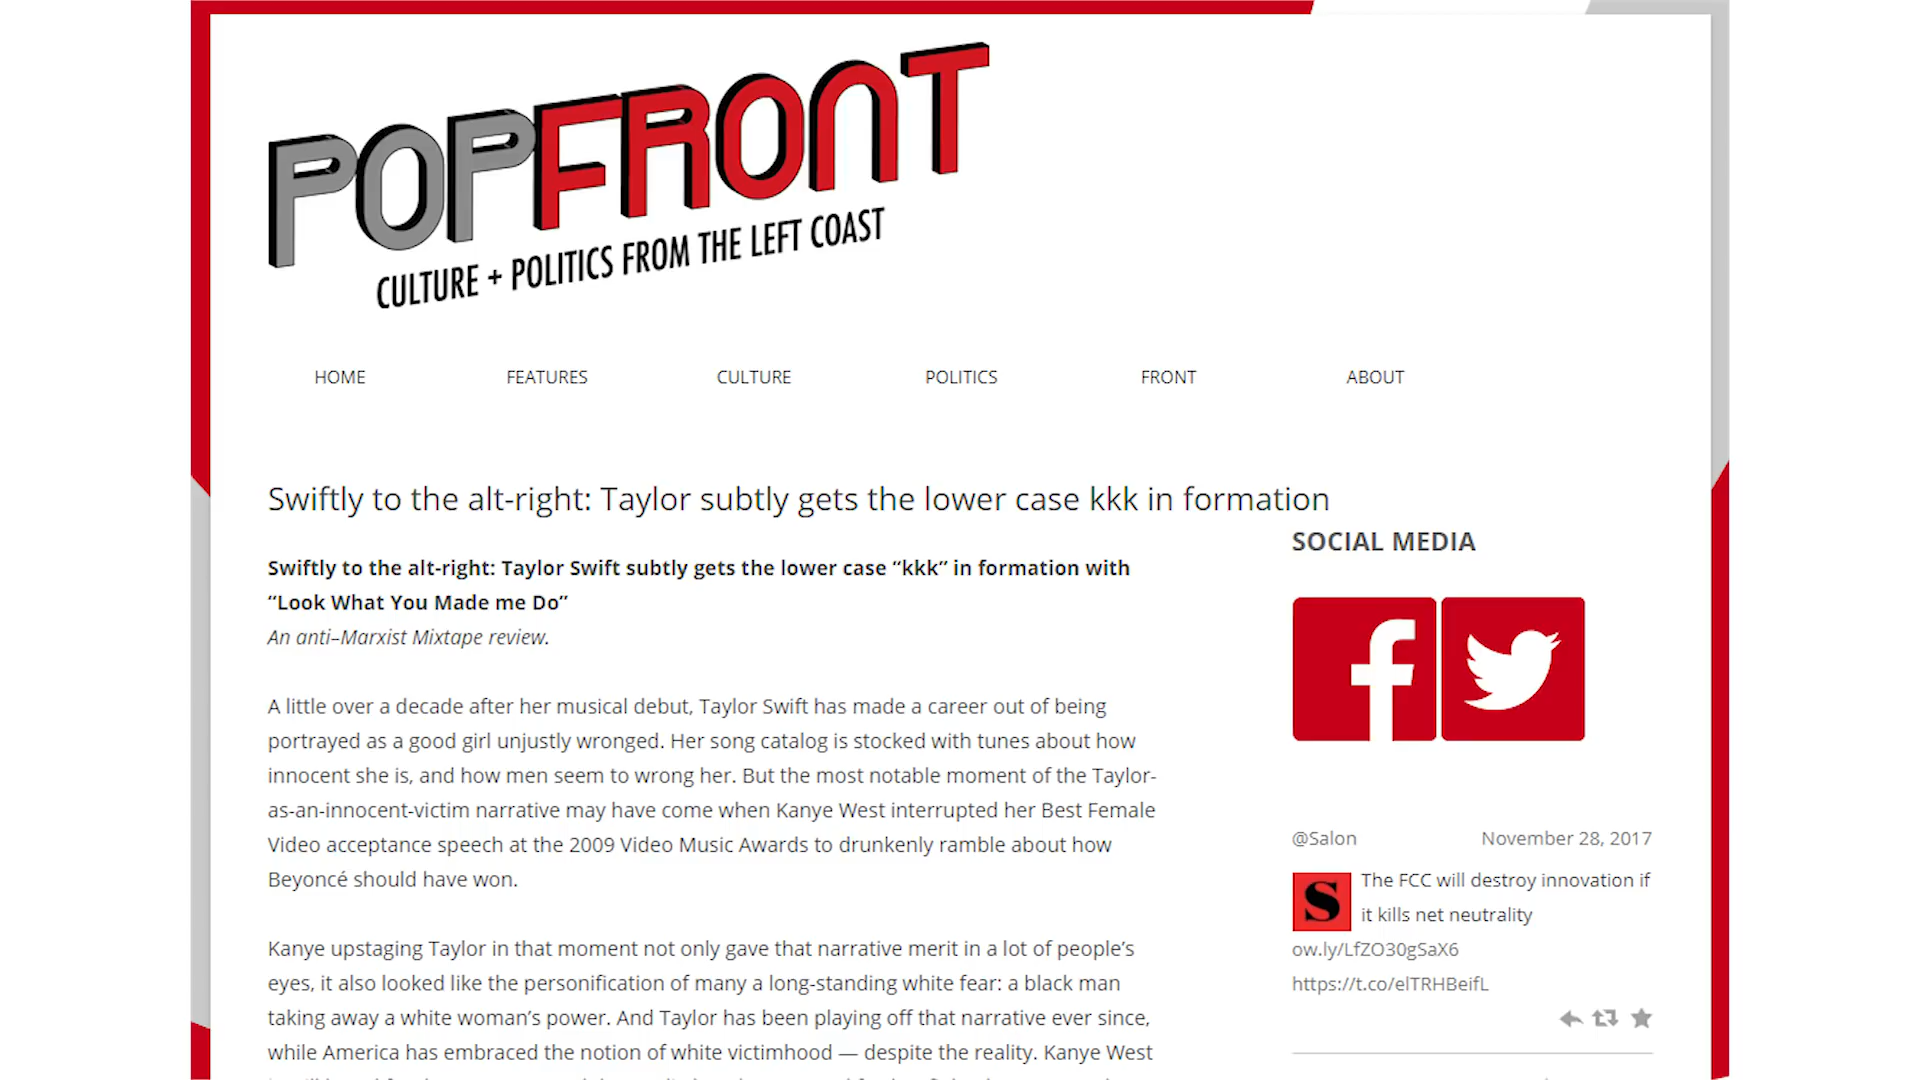 POPFRONT
CULTURE + POLITICS FROM THE LEFT COAST
HOME FEATURES CULTURE POLITICS FRONT ABOUT
Swiftly to the alt-right: Taylor subtly gets the lower case kkk in formation
Swiftly to the alt-right: Taylor Swift subtly gets the lower case “kkk” in formation with
“Look What You Made me Do”
An anti–Marxist Mixtape review.
A little over a decade after her musical debut, Taylor Swift has made a career out of being
portrayed as a good girl unjustly wronged. Her song catalog is stocked with tunes about how
innocent she is, and how men seem to wrong her. But the most notable moment of the Taylor-
as-an-innocent-victim narrative may have come when Kanye West interrupted her Best Female
Video acceptance speech at the 2009 Video Music Awards to drunkenly ramble about how
Beyoncé should have won.
Kanye upstaging Taylor in that moment not only gave that narrative merit in a lot of people’s
eyes, it also looked like the personification of many a long-standing white fear: a black man
taking away a white woman’s power. And Taylor has been playing off that narrative ever since,
while America has embraced the notion of white victimhood — despite the reality. Kanye West
SOCIAL MEDIA
@Salon November 28, 2017
The FCC will destroy innovation if
it kills net neutrality
ow.ly/LfZO30gSaX6
https://t.co/elTRHBeifL